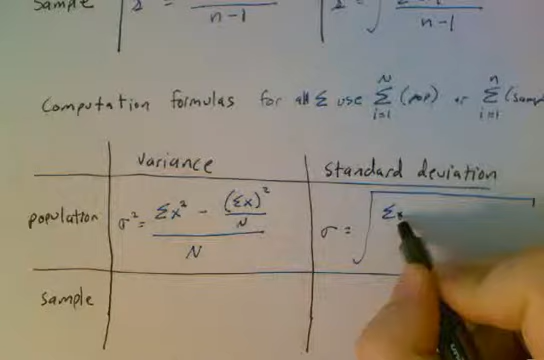 Sample
n-1
n-1
Computation formulas for all Σ use Σ i=1 N (pop) or Σ i=1 n (samp
variance standard deviation
population σ² = Σx² - (Σx)²/N / N σ = √ Σx
sample